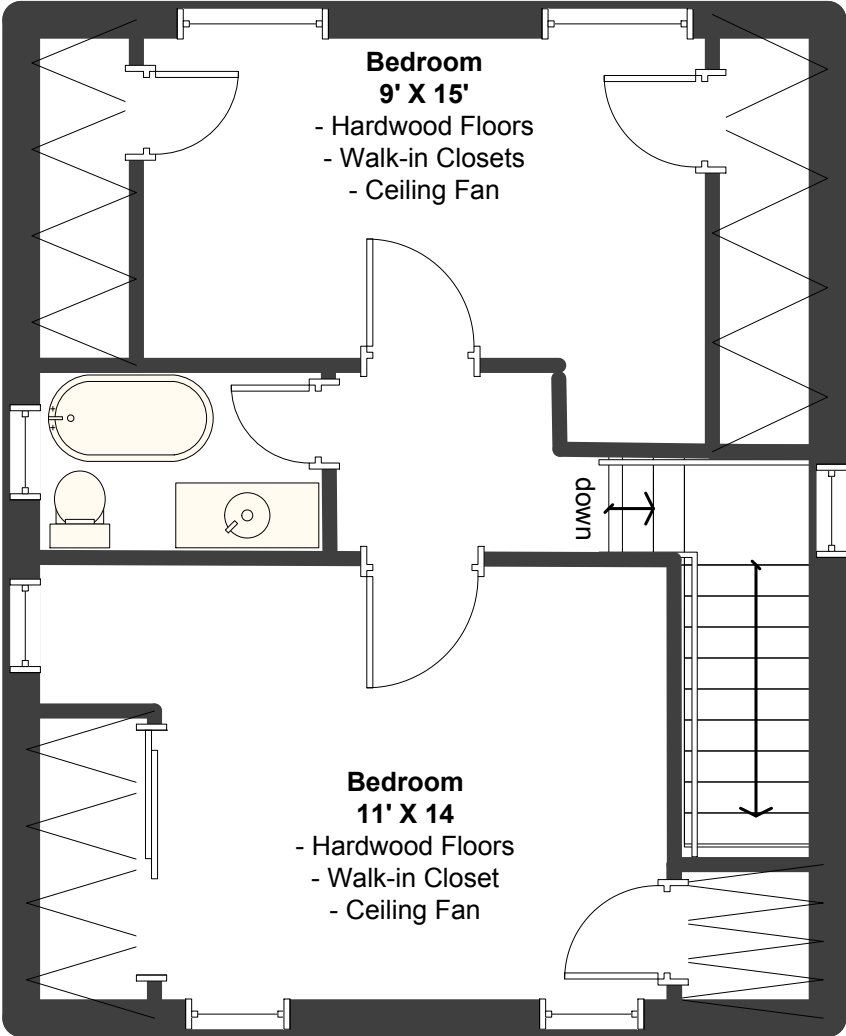 Bedroom
9' X 15'
- Hardwood Floors
- Walk-in Closets
- Ceiling Fan
down
Bedroom
11' X 14
- Hardwood Floors
- Walk-in Closet
- Ceiling Fan